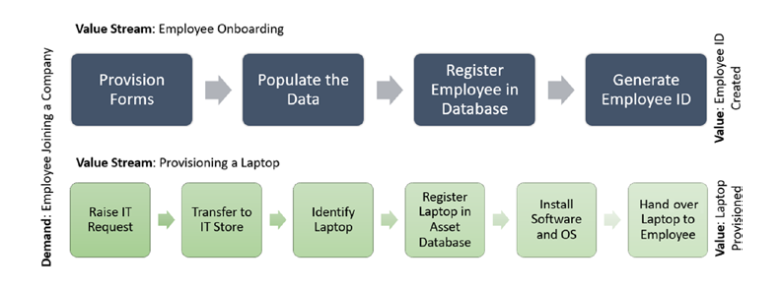 Demand: Employee Joining a Company
Value Stream: Employee Onboarding
Provision
Forms
Populate the
Data
Register
Employee in
Database
Generate
Employee ID
Value: Employee ID
Created
Value Stream: Provisioning a Laptop
Raise IT
Request
Transfer to
IT Store
Identify
Laptop
Register
Laptop in
Asset
Database
Install
Software
and OS
Hand over
Laptop to
Employee
Value: Laptop
Provisioned